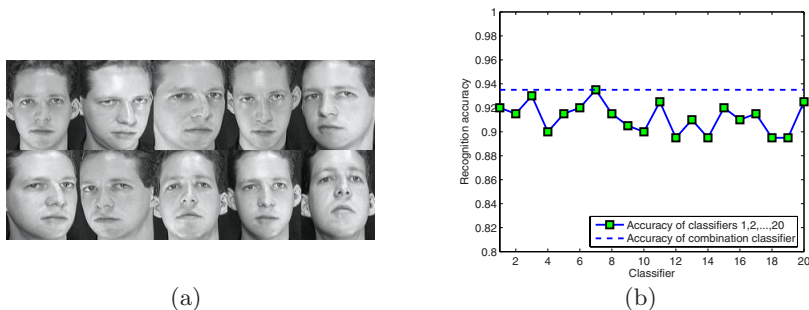 1
0.98
0.96
0.94
0.92
0.9
0.88
0.86
0.84
0.82
0.8
Recognition accuracy
2 4 6 8 10 12 14 16 18 20
Classifier
Accuracy of classifiers 1,2,...,20
Accuracy of combination classifier
(a) (b)